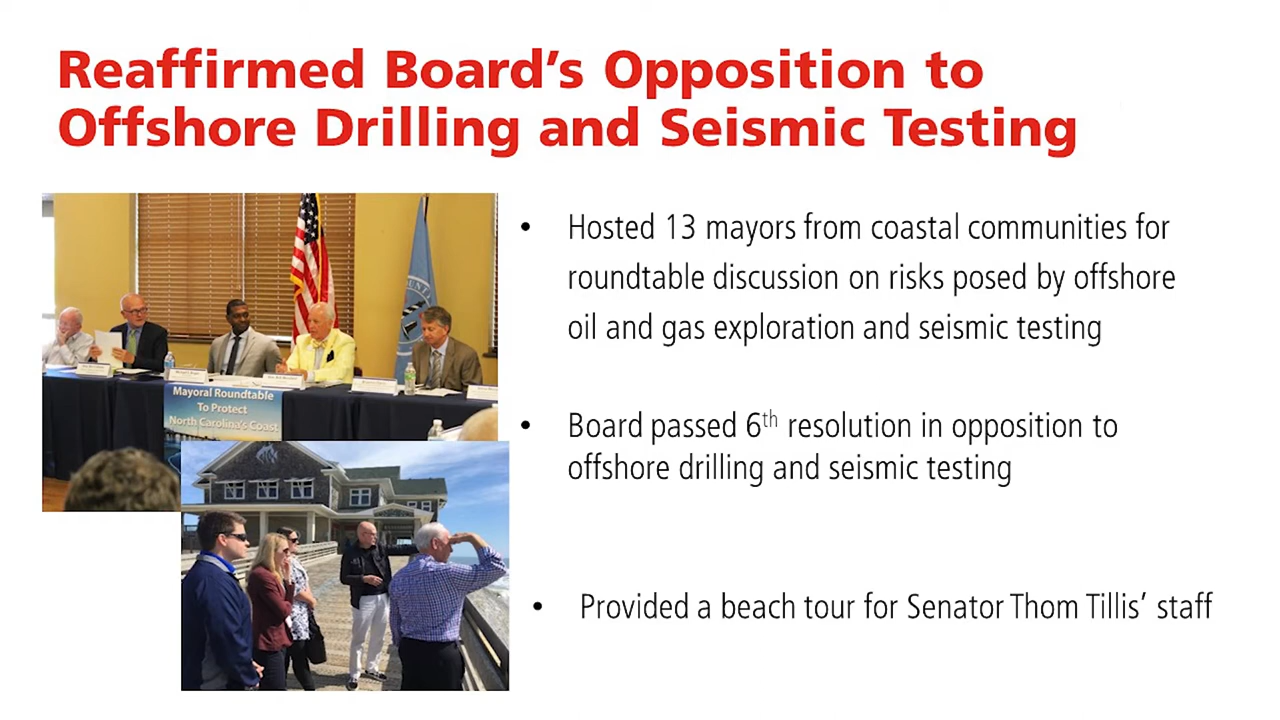 Reaffirmed Board’s Opposition to
Offshore Drilling and Seismic Testing
• Hosted 13 mayors from coastal communities for
roundtable discussion on risks posed by offshore
oil and gas exploration and seismic testing
• Board passed 6th resolution in opposition to
offshore drilling and seismic testing
• Provided a beach tour for Senator Thom Tillis’ staff
Mayoral Roundtable
To Protect
North Carolina's Coast